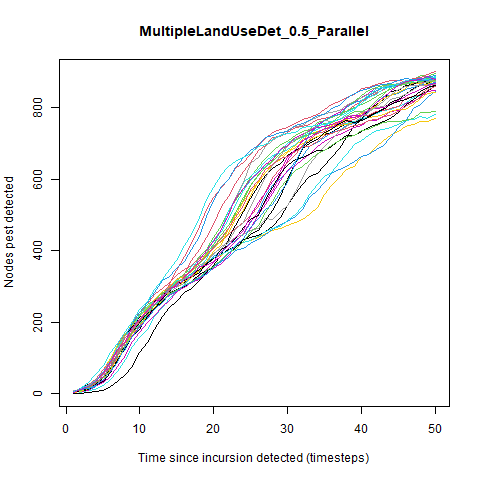 MultipleLandUseDet_0.5_Parallel
Nodes pest detected
800
600
400
200
0
0 10 20 30 40 50
Time since incursion detected (timesteps)